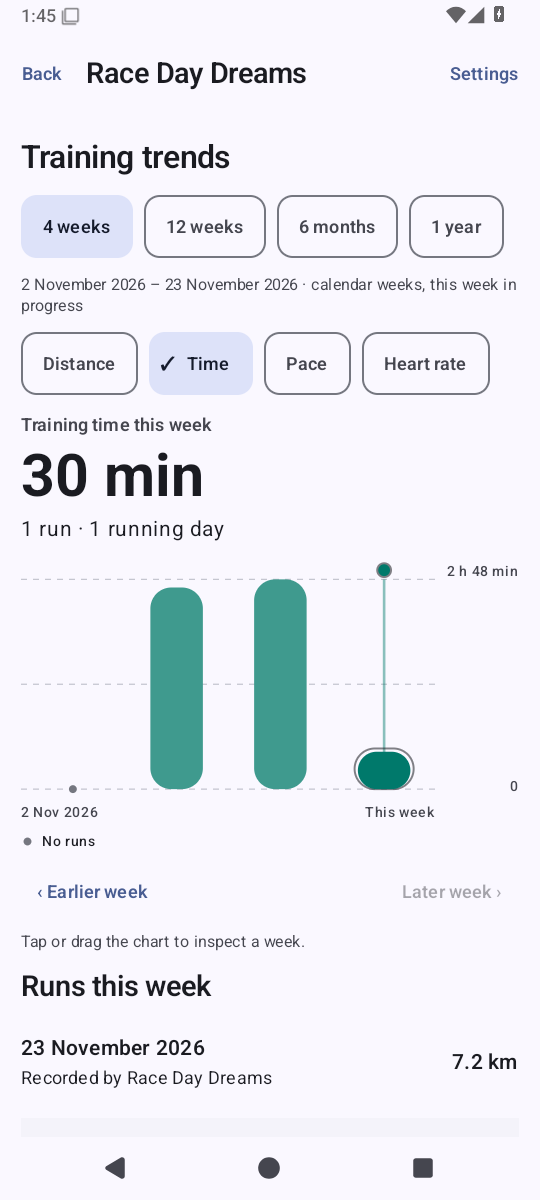 1:45
Back Race Day Dreams Settings
Training trends
4 weeks 12 weeks 6 months 1 year
2 November 2026 – 23 November 2026 · calendar weeks, this week in
progress
Distance ✓ Time Pace Heart rate
Training time this week
30 min
1 run · 1 running day
2 h 48 min
0
2 Nov 2026 This week
No runs
‹ Earlier week Later week ›
Tap or drag the chart to inspect a week.
Runs this week
23 November 2026
7.2 km
Recorded by Race Day Dreams